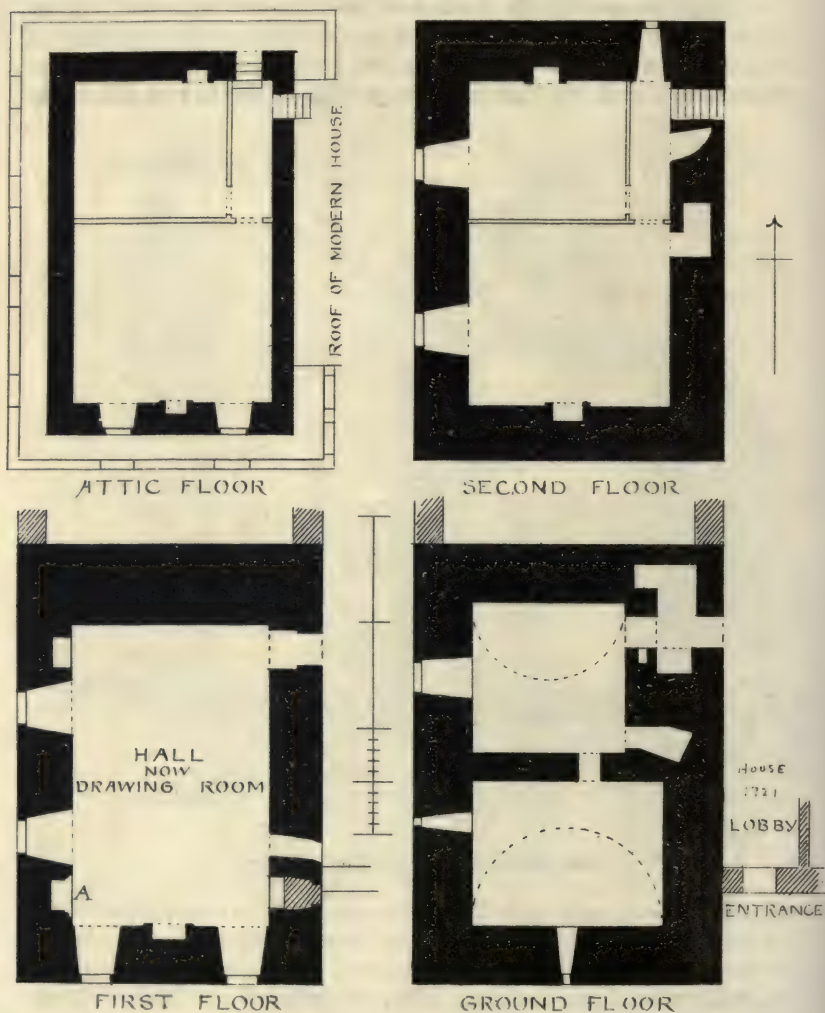 ROOF OF MODERN HOUSE
ATTIC FLOOR
SECOND FLOOR
HALL
NOW
DRAWING ROOM
A
HOUSE
1721
LOBBY
ENTRANCE
FIRST FLOOR
GROUND FLOOR